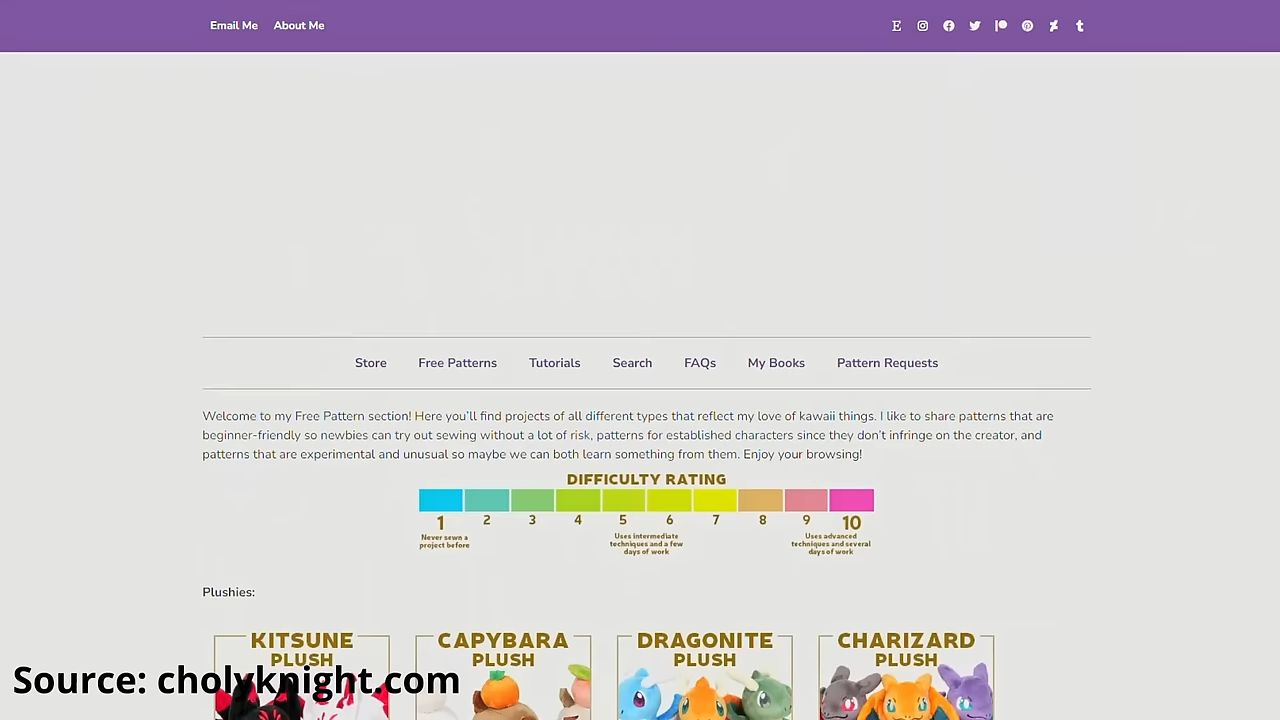 Email Me About Me
Store Free Patterns Tutorials Search FAQs My Books Pattern Requests
Welcome to my Free Pattern section! Here you'll find projects of all different types that reflect my love of kawaii things. I like to share patterns that are
beginner-friendly so newbies can try out sewing without a lot of risk, patterns for established characters since they don't infringe on the creator, and
patterns that are experimental and unusual so maybe we can both learn something from them. Enjoy your browsing!
DIFFICULTY RATING
1 2 3 4 5 6 7 8 9 10
Never sewn a
project before
Uses intermediate
techniques and a few
days of work
Uses advanced
techniques and several
days of work
Plushies:
KITSUNE
PLUSH
CAPYBARA
PLUSH
DRAGONITE
PLUSH
CHARIZARD
PLUSH
Source: cholyknight.com